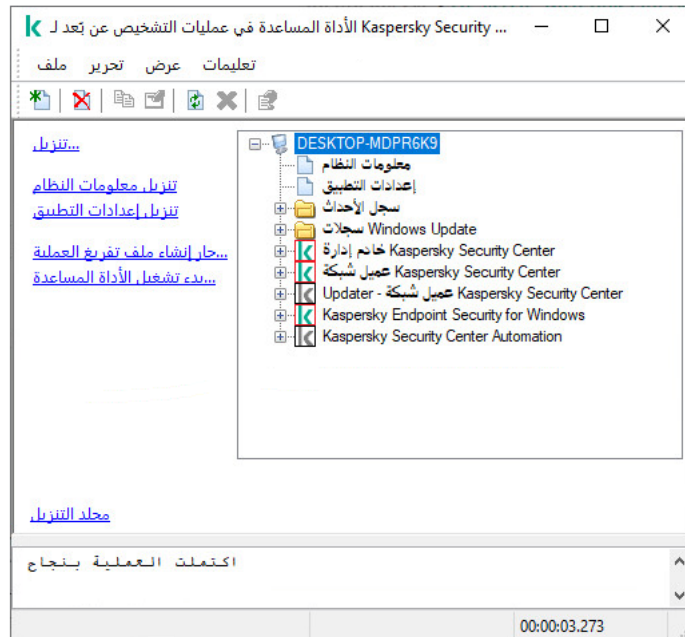 الأداة المساعدة في عمليات التشخيص عن بُعد لـ Kaspersky Security ...
ملف تحرير عرض تعليمات
تنزيل...
تنزيل معلومات النظام
تنزيل إعدادات التطبيق
جارٍ إنشاء ملف تفريغ العملية...
بدء تشغيل الأداة المساعدة...
DESKTOP-MDPR6K9
معلومات النظام
إعدادات التطبيق
سجل الأحداث
سجلات Windows Update
خادم إدارة Kaspersky Security Center
عميل شبكة Kaspersky Security Center
Updater - عميل شبكة Kaspersky Security Center
Kaspersky Endpoint Security for Windows
Kaspersky Security Center Automation
مجلد التنزيل
اكتملت العملية بنجاح
00:00:03.273